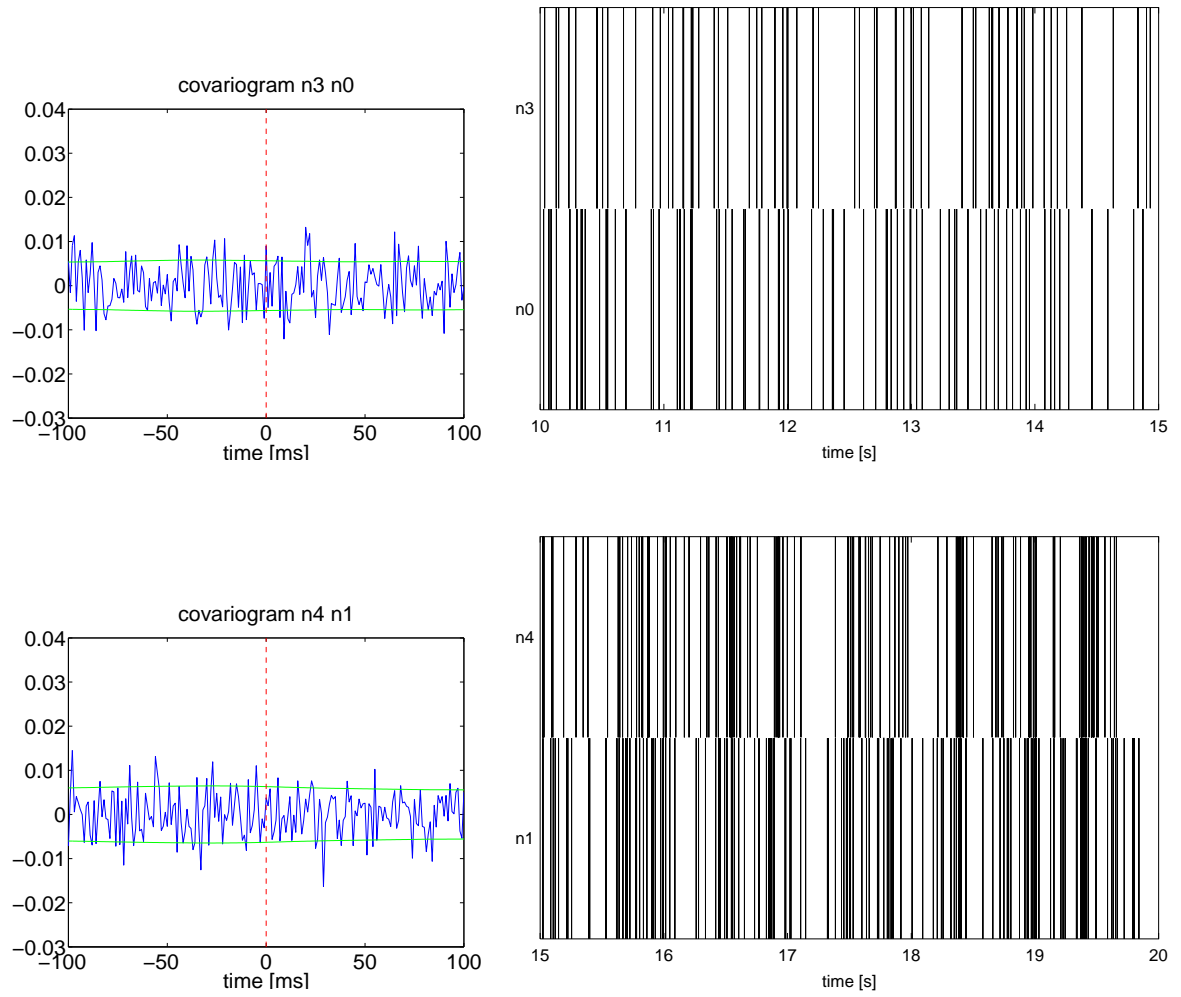 covariogram n3 n0
0.04
0.03
0.02
0.01
0
−0.01
−0.02
−0.03
−100 −50 0 50 100
time [ms]
n3
n0
10 11 12 13 14 15
time [s]
covariogram n4 n1
0.04
0.03
0.02
0.01
0
−0.01
−0.02
−0.03
−100 −50 0 50 100
time [ms]
n4
n1
15 16 17 18 19 20
time [s]